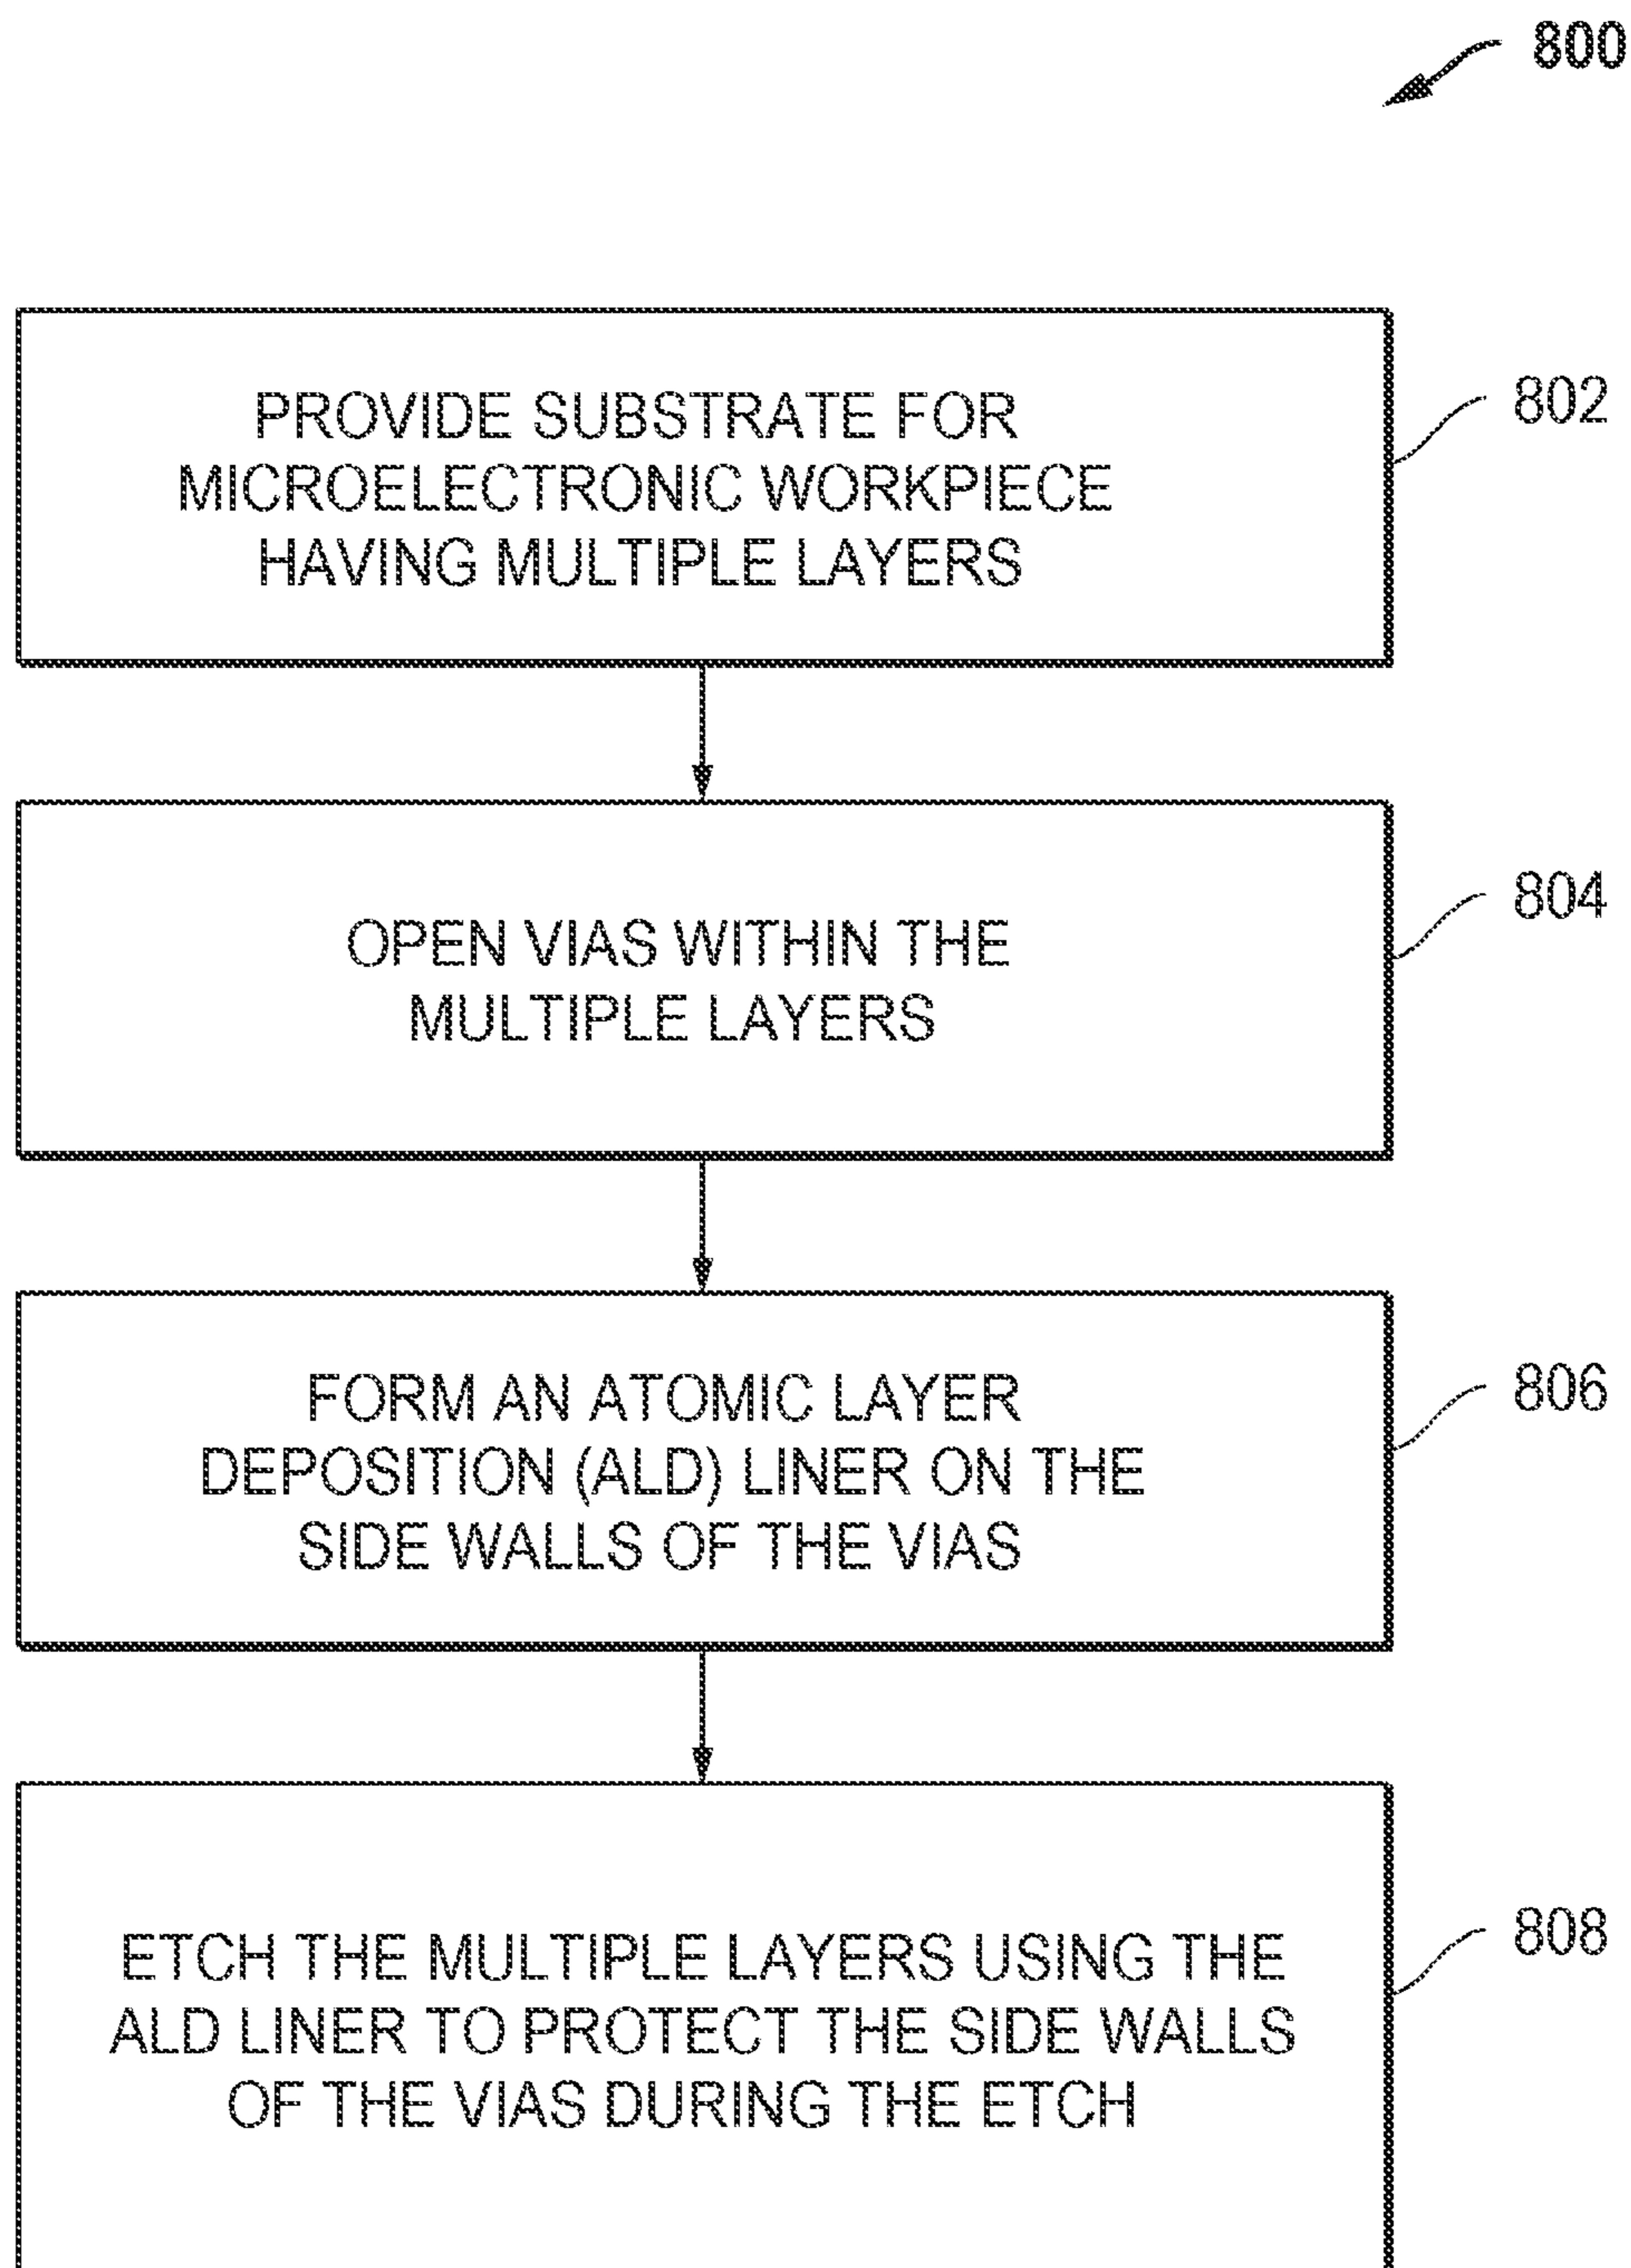 800
PROVIDE SUBSTRATE FOR
MICROELECTRONIC WORKPIECE
HAVING MULTIPLE LAYERS
802
OPEN VIAS WITHIN THE
MULTIPLE LAYERS
804
FORM AN ATOMIC LAYER
DEPOSITION (ALD) LINER ON THE
SIDE WALLS OF THE VIAS
806
ETCH THE MULTIPLE LAYERS USING THE
ALD LINER TO PROTECT THE SIDE WALLS
OF THE VIAS DURING THE ETCH
808